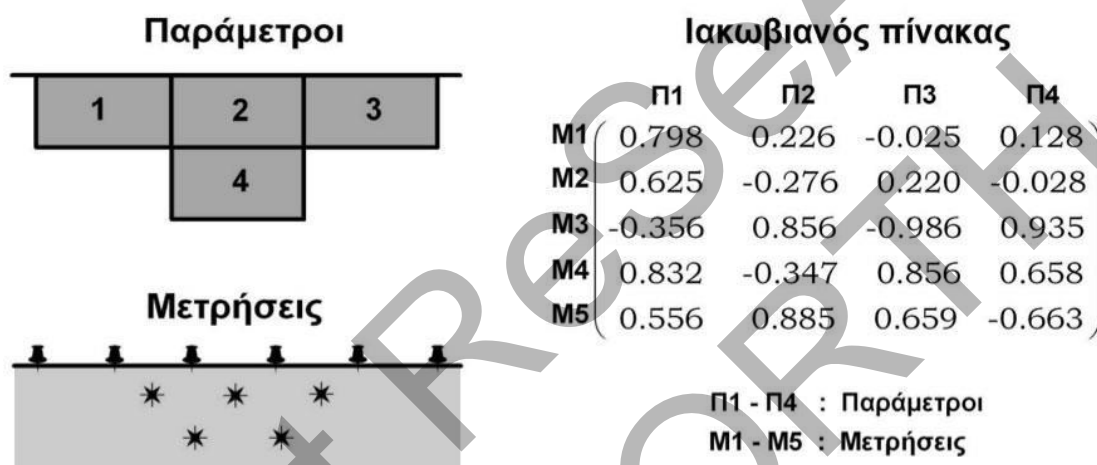 Παράμετροι
1 2 3
4
Μετρήσεις
Ιακωβιανός πίνακας
Π1 Π2 Π3 Π4
M1 0.798 0.226 -0.025 0.128
M2 0.625 -0.276 0.220 -0.028
M3 -0.356 0.856 -0.986 0.935
M4 0.832 -0.347 0.856 0.658
M5 0.556 0.885 0.659 -0.663
Π1 - Π4 : Παράμετροι
M1 - M5 : Μετρήσεις